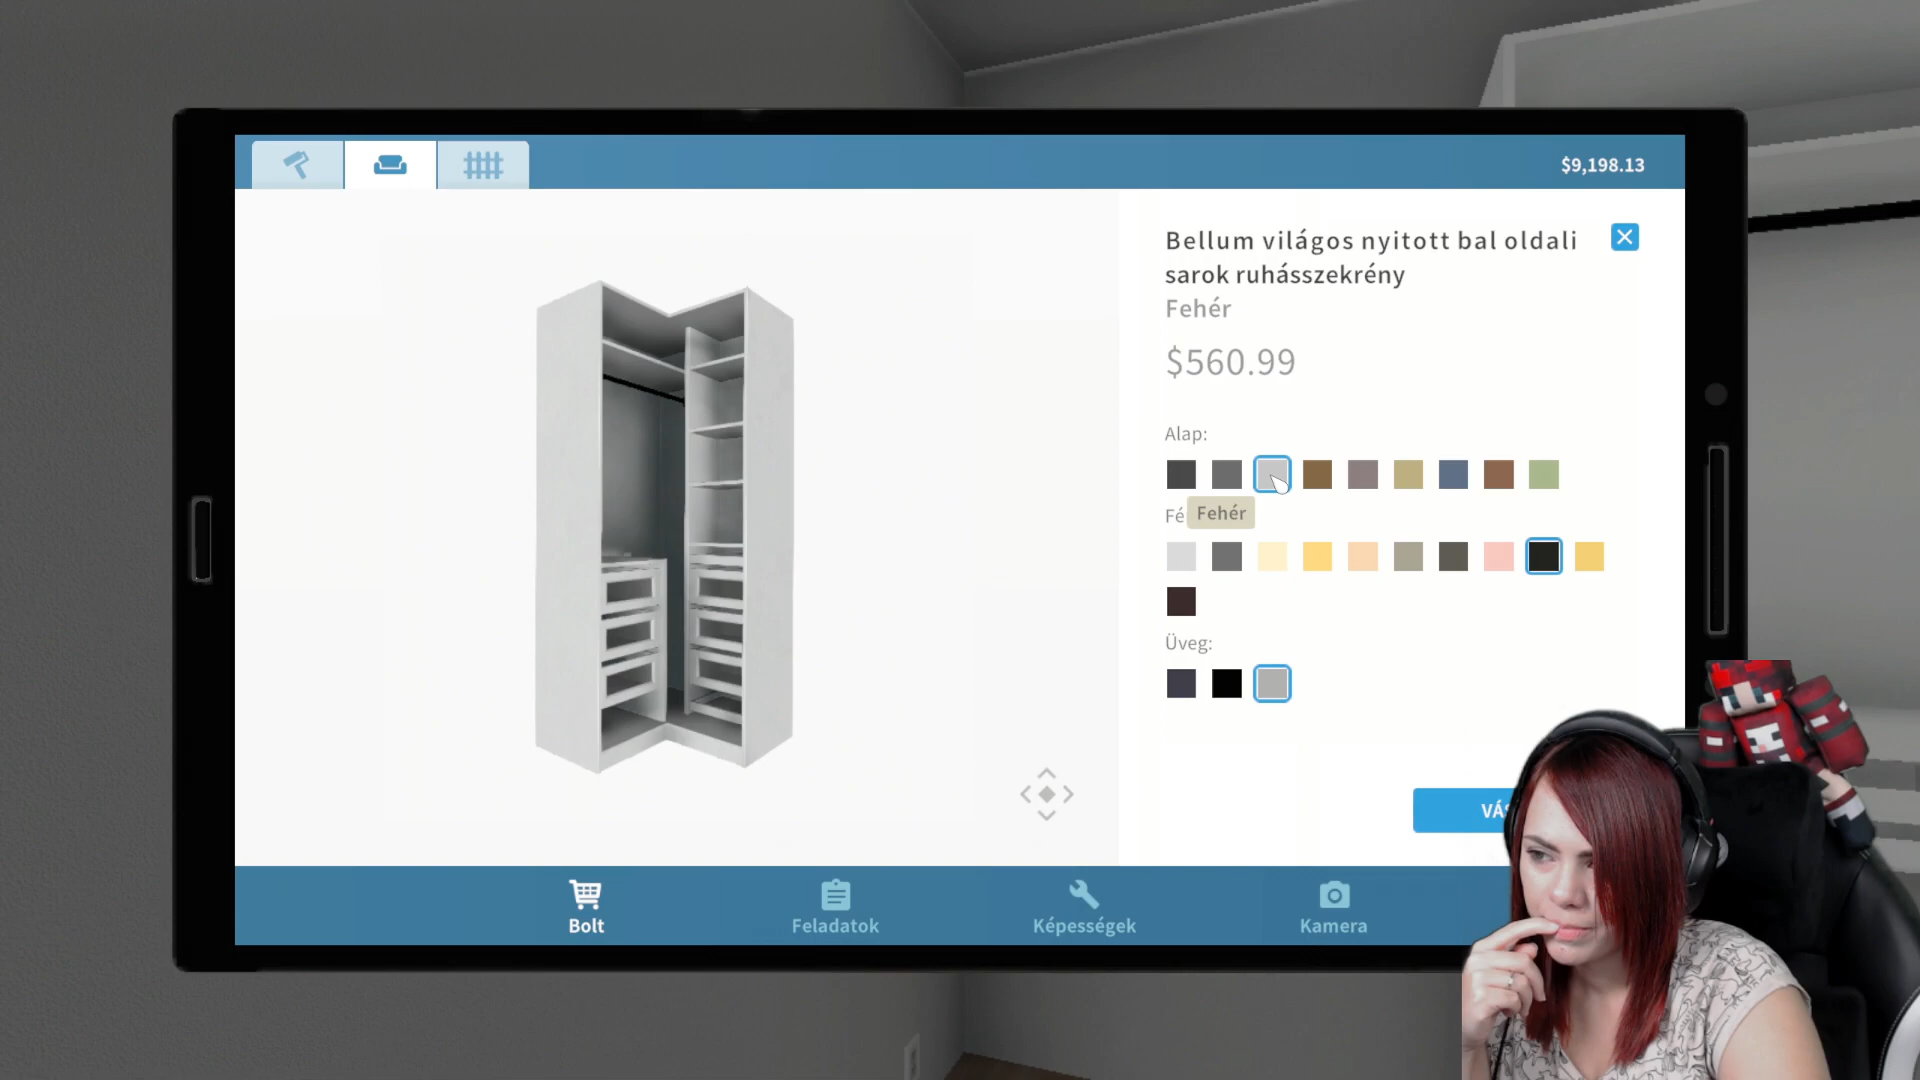 $9,198.13
Bellum világos nyitott bal oldali
sarok ruhásszekrény
Fehér
$560.99
Alap:
Fehér
Üveg:
Bolt
Feladatok
Képességek
Kamera